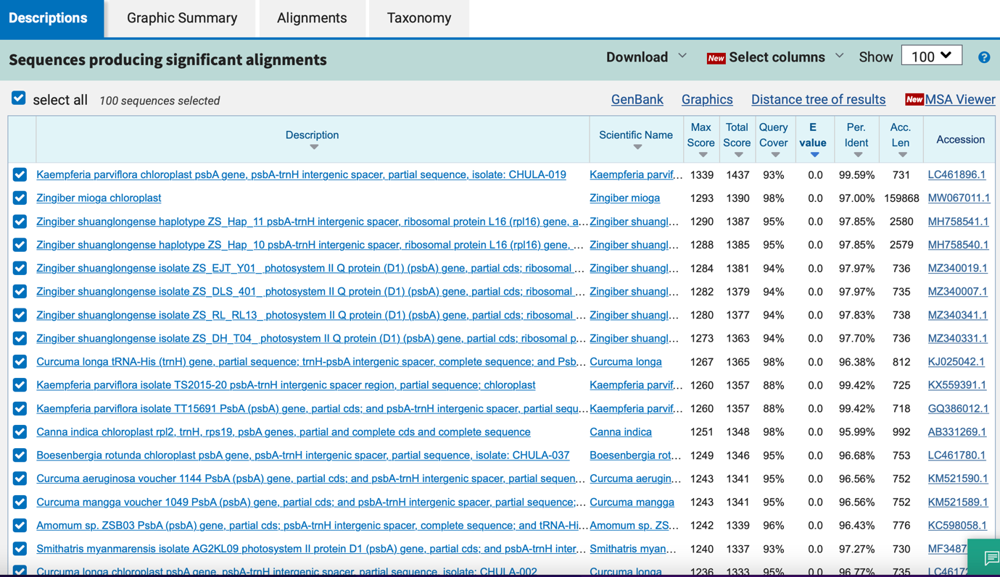 Descriptions Graphic Summary Alignments Taxonomy
Sequences producing significant alignments Download New Select columns Show 100 ?
select all 100 sequences selected GenBank Graphics Distance tree of results New MSA Viewer
Description Scientific Name Max Score Total Score Query Cover E value Per. Ident Acc. Len Accession
Kaempferia parviflora chloroplast psbA gene, psbA-trnH intergenic spacer, partial sequence, isolate: CHULA-019 Kaempferia parvif... 1339 1437 93% 0.0 99.59% 731 LC461896.1
Zingiber mioga chloroplast Zingiber mioga 1293 1390 98% 0.0 97.00% 159868 MW067011.1
Zingiber shuanglongense haplotype ZS_Hap_11 psbA-trnH intergenic spacer, ribosomal protein L16 (rpl16) gene, a... Zingiber shuangl... 1290 1387 95% 0.0 97.85% 2580 MH758541.1
Zingiber shuanglongense haplotype ZS_Hap_10 psbA-trnH intergenic spacer, ribosomal protein L16 (rpl16) gene, ... Zingiber shuangl... 1288 1385 95% 0.0 97.85% 2579 MH758540.1
Zingiber shuanglongense isolate ZS_EJT_Y01_ photosystem II Q protein (D1) (psbA) gene, partial cds; ribosomal ... Zingiber shuangl... 1284 1381 94% 0.0 97.97% 736 MZ340019.1
Zingiber shuanglongense isolate ZS_DLS_401_ photosystem II Q protein (D1) (psbA) gene, partial cds; ribosomal ... Zingiber shuangl... 1282 1379 94% 0.0 97.97% 735 MZ340007.1
Zingiber shuanglongense isolate ZS_RL_RL13_ photosystem II Q protein (D1) (psbA) gene, partial cds; ribosomal ... Zingiber shuangl... 1280 1377 94% 0.0 97.83% 738 MZ340341.1
Zingiber shuanglongense isolate ZS_DH_T04_ photosystem II Q protein (D1) (psbA) gene, partial cds; ribosomal p... Zingiber shuangl... 1273 1363 94% 0.0 97.70% 736 MZ340331.1
Curcuma longa tRNA-His (trnH) gene, partial sequence; trnH-psbA intergenic spacer, complete sequence; and Psb... Curcuma longa 1267 1365 98% 0.0 96.38% 812 KJ025042.1
Kaempferia parviflora isolate TS2015-20 psbA-trnH intergenic spacer region, partial sequence; chloroplast Kaempferia parvif... 1260 1357 88% 0.0 99.42% 725 KX559391.1
Kaempferia parviflora isolate TT15691 PsbA (psbA) gene, partial cds; and psbA-trnH intergenic spacer, partial sequ... Kaempferia parvif... 1260 1357 88% 0.0 99.42% 718 GQ386012.1
Canna indica chloroplast rpl2, trnH, rps19, psbA genes, partial and complete cds and complete sequence Canna indica 1251 1348 98% 0.0 95.99% 992 AB331269.1
Boesenbergia rotunda chloroplast psbA gene, psbA-trnH intergenic spacer, partial sequence, isolate: CHULA-037 Boesenbergia rot... 1249 1346 95% 0.0 96.68% 753 LC461780.1
Curcuma aeruginosa voucher 1144 PsbA (psbA) gene, partial cds; and psbA-trnH intergenic spacer, partial sequen... Curcuma aerugin... 1243 1341 95% 0.0 96.56% 752 KM521590.1
Curcuma mangga voucher 1049 PsbA (psbA) gene, partial cds; and psbA-trnH intergenic spacer, partial sequence;... Curcuma mangga 1243 1341 95% 0.0 96.56% 752 KM521589.1
Amomum sp. ZSB03 PsbA (psbA) gene, partial cds; psbA-trnH intergenic spacer, complete sequence; and tRNA-Hi... Amomum sp. ZS... 1242 1339 96% 0.0 96.43% 776 KC598058.1
Smithatris myanmarensis isolate AG2KL09 photosystem II protein D1 (psbA) gene, partial cds; and psbA-trnH inter... Smithatris myan... 1240 1337 93% 0.0 97.27% 730 MF3487
Curcuma longa chloroplast psbA gene, psbA-trnH intergenic spacer, partial sequence, isolate: CHULA-002 Curcuma longa 1236 1333 95% 0.0 96.77% 735